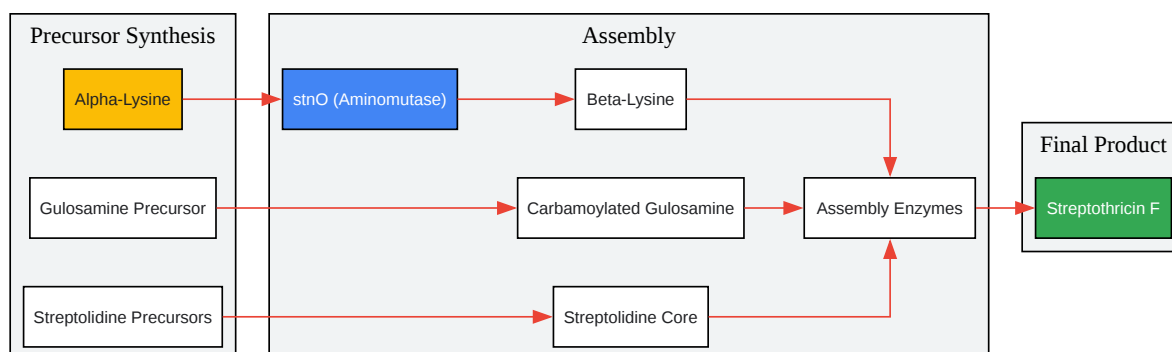 Precursor Synthesis
Assembly
Alpha-Lysine
stnO (Aminomutase)
Beta-Lysine
Final Product
Gulosamine Precursor
Carbamoylated Gulosamine
Assembly Enzymes
Streptothricin F
Streptolidine Precursors
Streptolidine Core